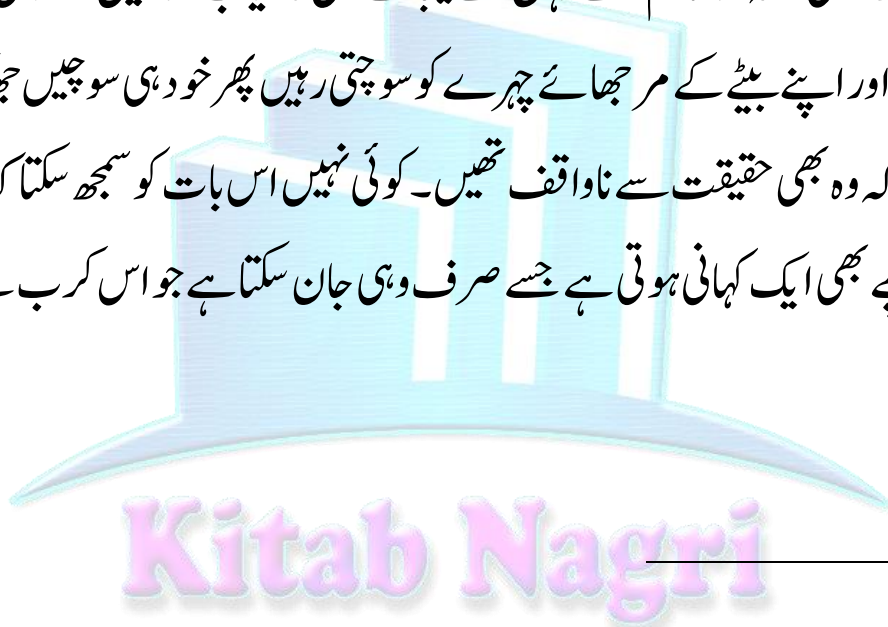 اور اپنے بیٹے کے مرجھائے چہرے کو سوچتی رہیں پھر خود ہی سوچیں
وہ بھی حقیقت سے ناواقف تھیں۔ کوئی نہیں اس بات کو سمجھ سکتا
بھی ایک کہانی ہوتی ہے جسے صرف وہی جان سکتا ہے جو اس کرب
Kitab Nagri